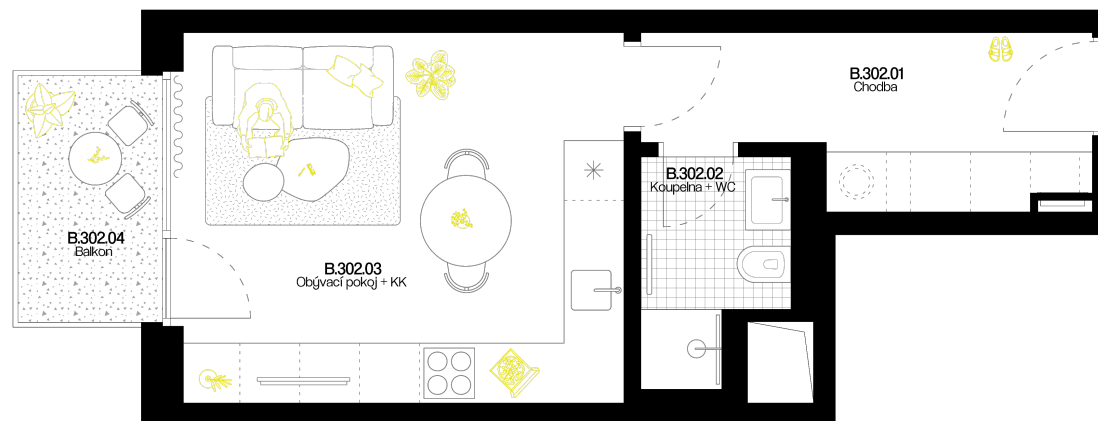 B.302.01
Chodba
B.302.02
Koupelna + WC
B.302.03
Obývací pokoj + KK
B.302.04
Balkon